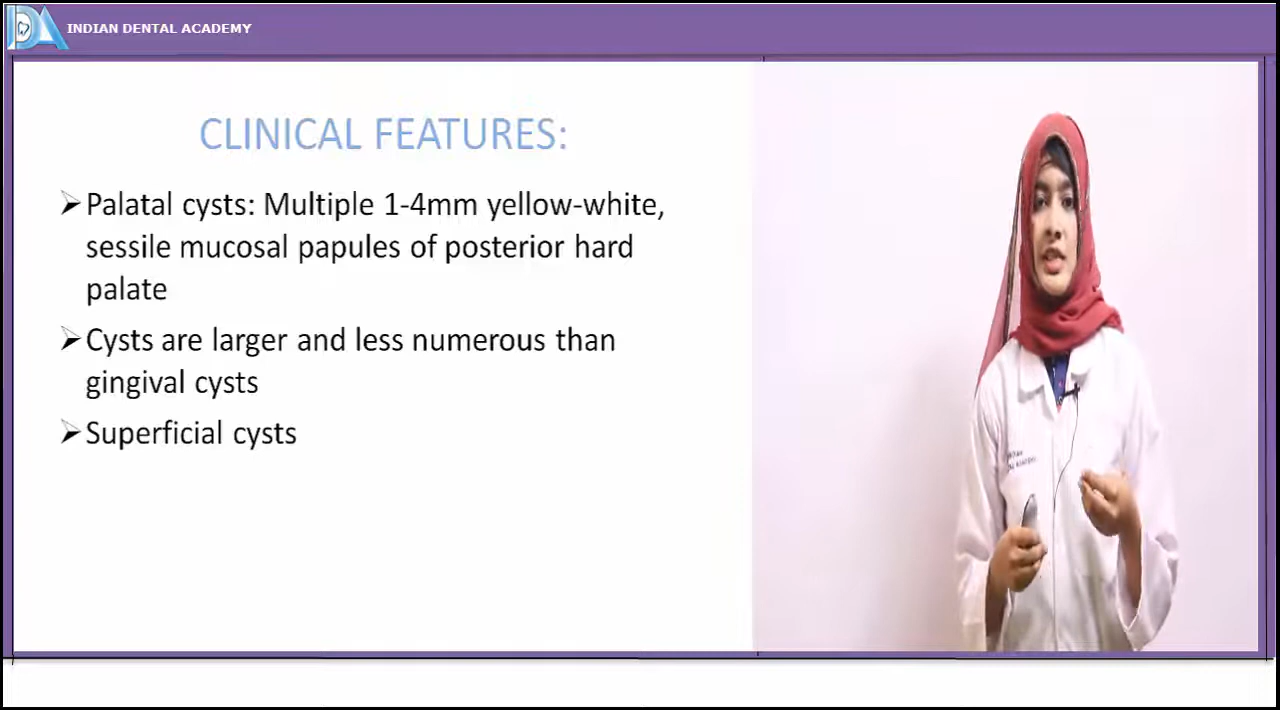 INDIAN DENTAL ACADEMY
CLINICAL FEATURES:
Palatal cysts: Multiple 1-4mm yellow-white,
sessile mucosal papules of posterior hard
palate
Cysts are larger and less numerous than
gingival cysts
Superficial cysts